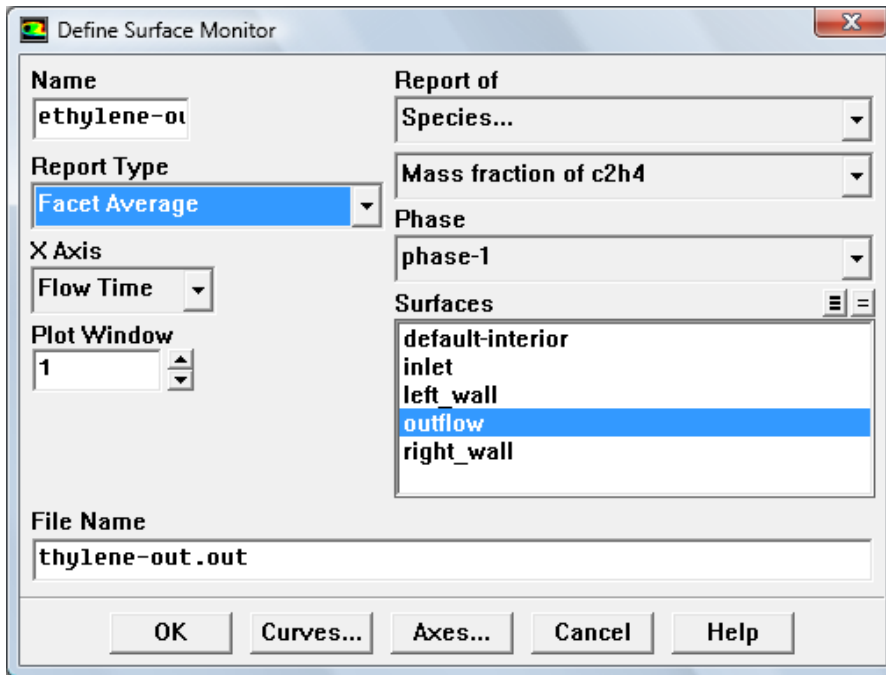 Define Surface Monitor
Name
ethylene-ou
Report Type
Facet Average
X Axis
Flow Time
Plot Window
1
Report of
Species...
Mass fraction of c2h4
Phase
phase-1
Surfaces
default-interior
inlet
left_wall
outflow
right_wall
File Name
thylene-out.out
OK Curves... Axes... Cancel Help